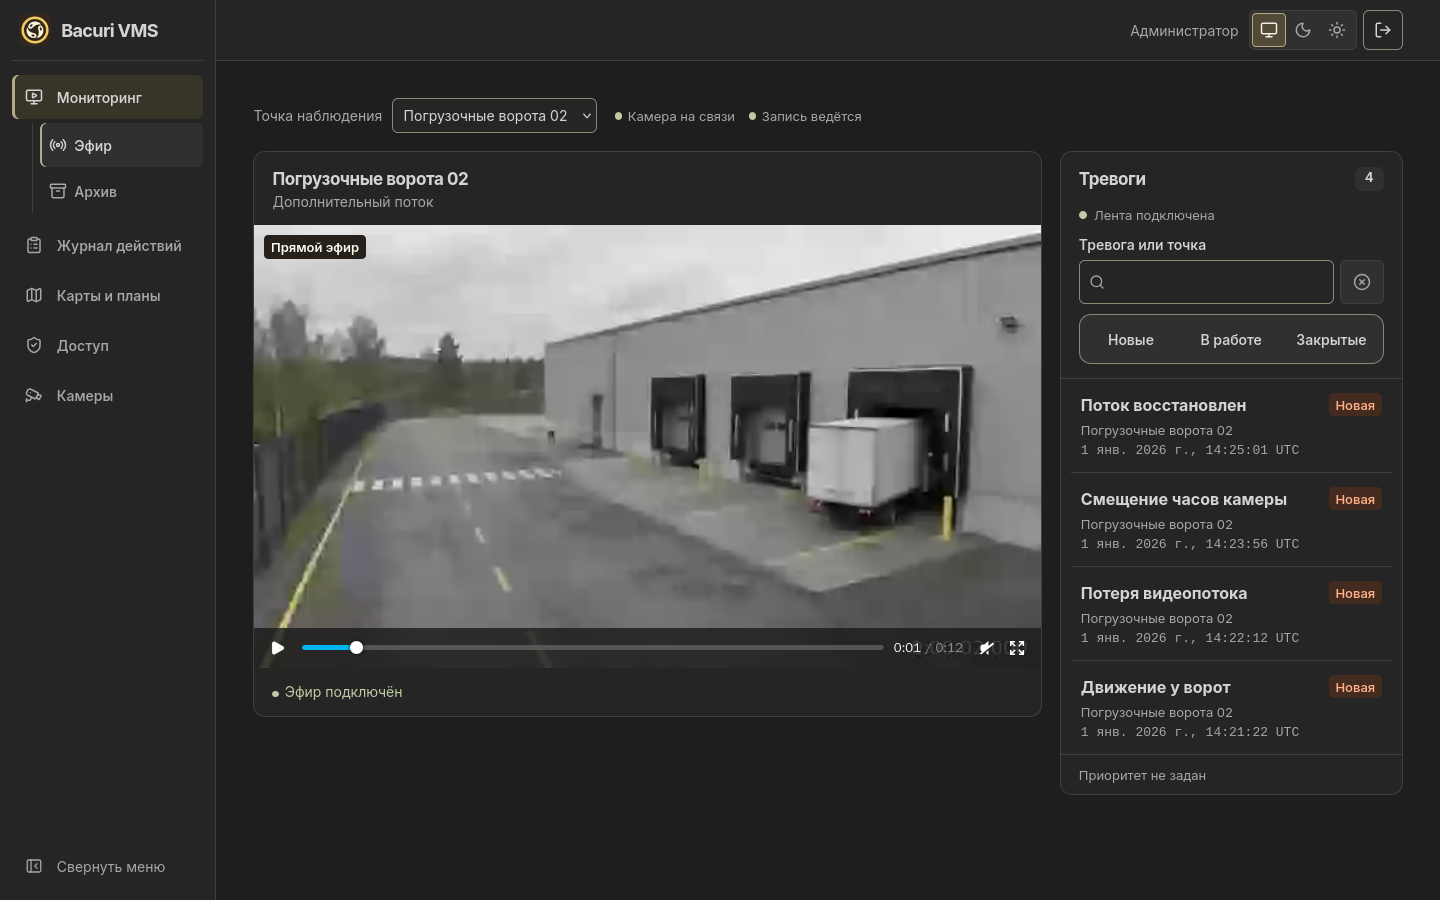 Bacuri VMS
Администратор
Мониторинг
Эфир
Архив
Журнал действий
Карты и планы
Доступ
Камеры
Свернуть меню
Точка наблюдения
Погрузочные ворота 02
Камера на связи
Запись ведётся
Погрузочные ворота 02
Дополнительный поток
Прямой эфир
0:01 / 0:12
Эфир подключён
Тревоги
4
Лента подключена
Тревога или точка
Новые
В работе
Закрытые
Поток восстановлен
Новая
Погрузочные ворота 02
1 янв. 2026 г., 14:25:01 UTC
Смещение часов камеры
Новая
Погрузочные ворота 02
1 янв. 2026 г., 14:23:56 UTC
Потеря видеопотока
Новая
Погрузочные ворота 02
1 янв. 2026 г., 14:22:12 UTC
Движение у ворот
Новая
Погрузочные ворота 02
1 янв. 2026 г., 14:21:22 UTC
Приоритет не задан